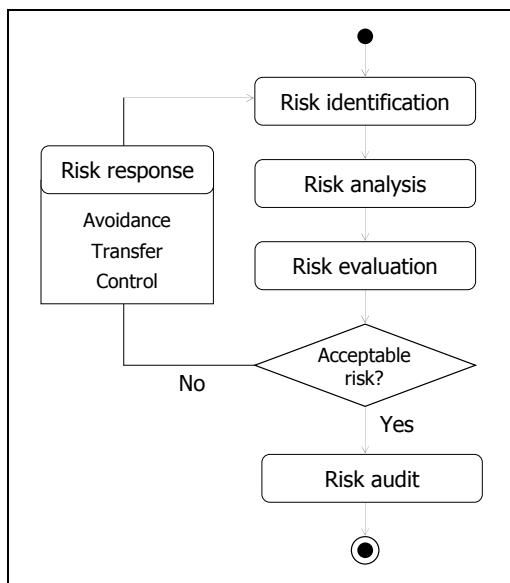 Risk identification
Risk response
Risk analysis
Avoidance
Transfer
Control
Risk evaluation
Acceptable
risk?
No
Yes
Risk audit